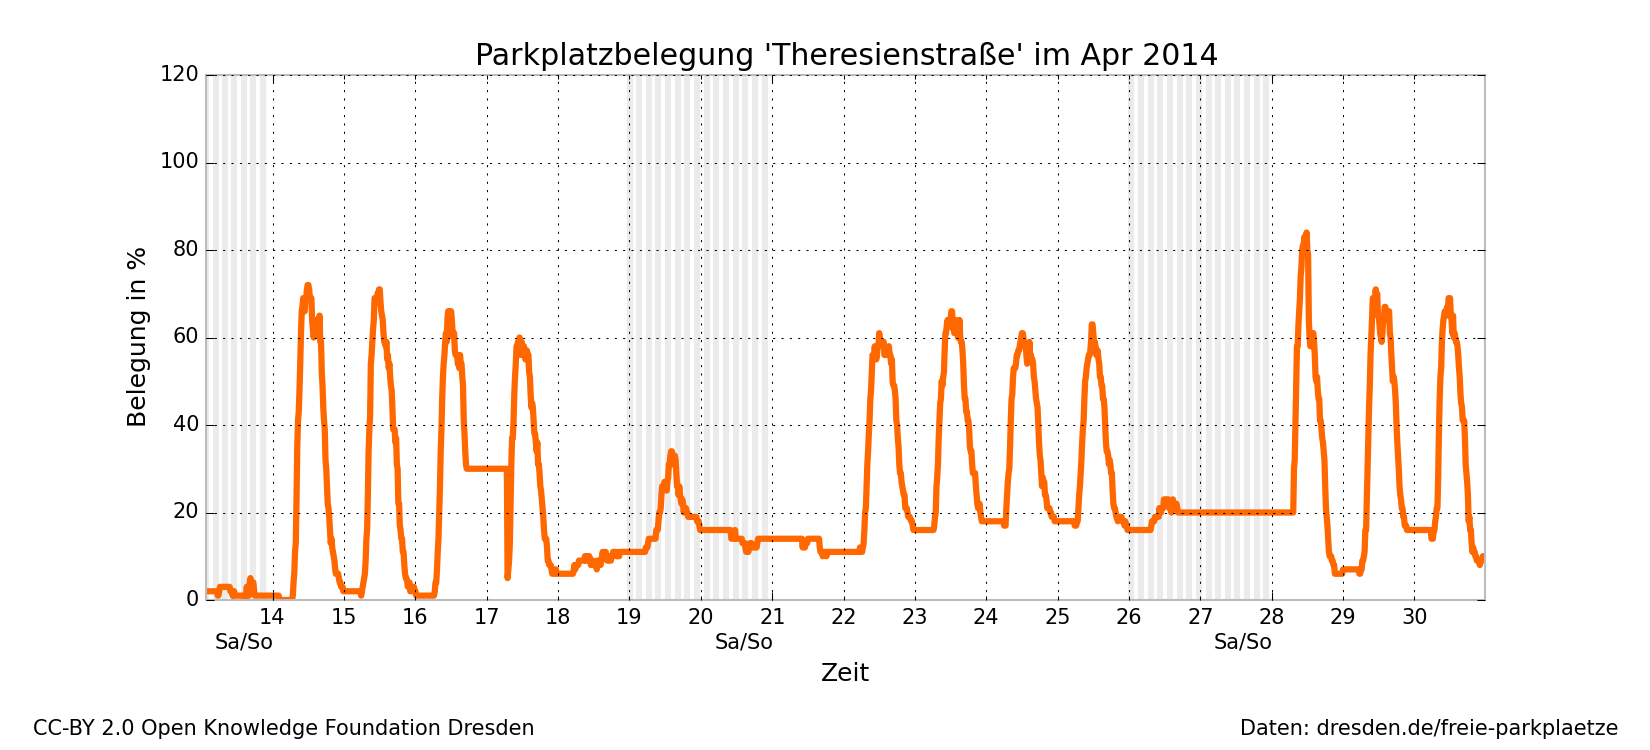 Parkplatzbelegung 'Theresienstraße' im Apr 2014
120
100
80
60
40
20
0
Belegung in %
14 15 16 17 18 19 20 21 22 23 24 25 26 27 28 29 30
Sa/So Sa/So Sa/So
Zeit
CC-BY 2.0 Open Knowledge Foundation Dresden
Daten: dresden.de/freie-parkplaetze